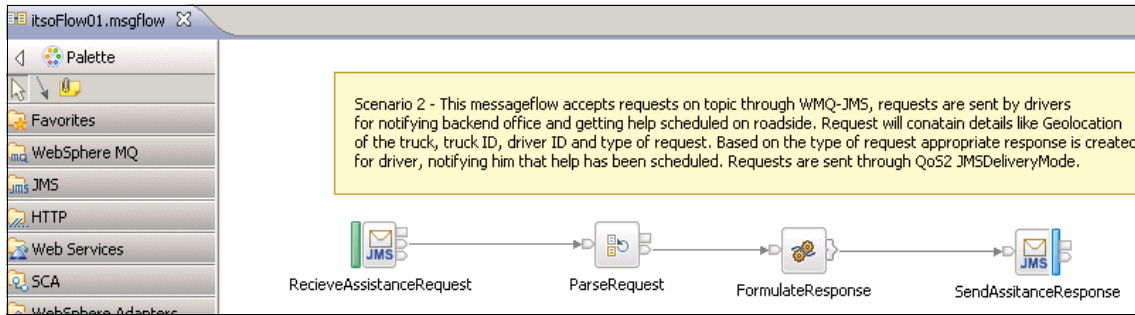 itsoFlow01.msgflow
Palette
Favorites
WebSphere MQ
JMS
HTTP
Web Services
SCA
WebSphere Adapters
Scenario 2 - This messageflow accepts requests on topic through WMQ-JMS, requests are sent by drivers
for notifying backend office and getting help scheduled on roadside. Request will conatain details like Geolocation
of the truck, truck ID, driver ID and type of request. Based on the type of request appropriate response is created
for driver, notifying him that help has been scheduled. Requests are sent through QoS2 JMSDeliveryMode.
JMS
RecieveAssistanceRequest
ParseRequest
FormulateResponse
JMS
SendAssitanceResponse